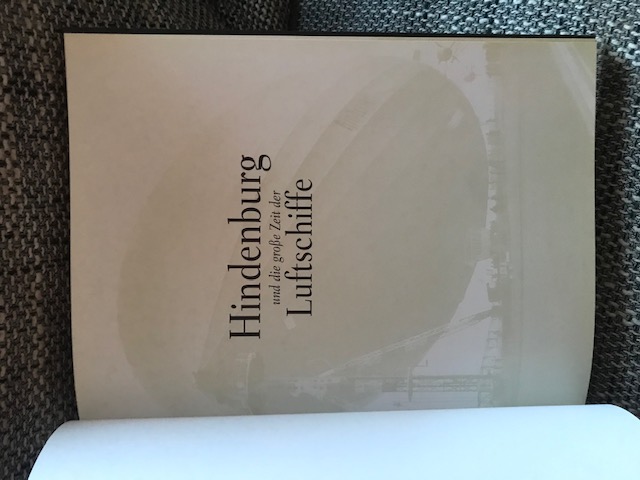 Hindenburg
und die große Zeit der
Luftschiffe